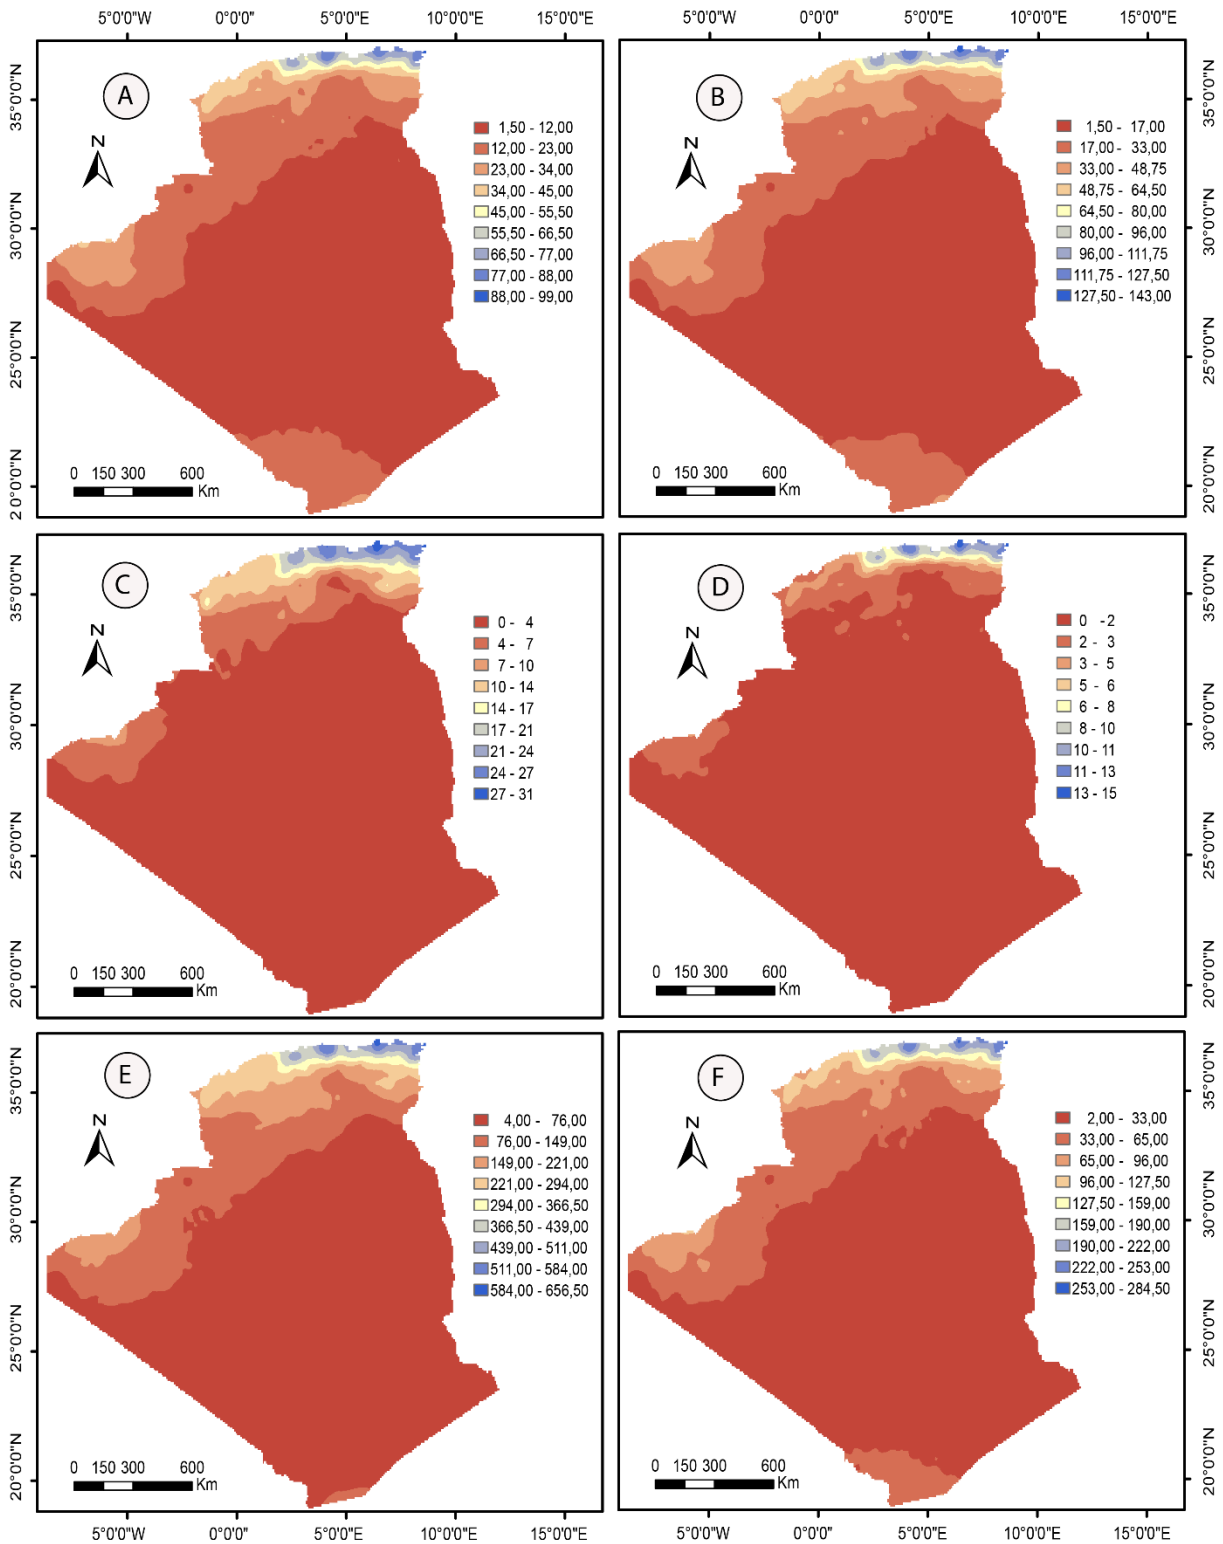 5°0'0"W 0°0'0" 5°0'0"E 10°0'0"E 15°0'0"E
5°0'0"W 0°0'0" 5°0'0"E 10°0'0"E 15°0'0"E
35°0'0"N
30°0'0"N
25°0'0"N
20°0'0"N
A
N
1,50 - 12,00
12,00 - 23,00
23,00 - 34,00
34,00 - 45,00
45,00 - 55,50
55,50 - 66,50
66,50 - 77,00
77,00 - 88,00
88,00 - 99,00
0 150 300 600
Km
B
N
1,50 - 17,00
17,00 - 33,00
33,00 - 48,75
48,75 - 64,50
64,50 - 80,00
80,00 - 96,00
96,00 - 111,75
111,75 - 127,50
127,50 - 143,00
0 150 300 600
Km
35°0'0"N
30°0'0"N
25°0'0"N
20°0'0"N
35°0'0"N
30°0'0"N
25°0'0"N
20°0'0"N
C
N
0 - 4
4 - 7
7 - 10
10 - 14
14 - 17
17 - 21
21 - 24
24 - 27
27 - 31
0 150 300 600
Km
D
N
0 - 2
2 - 3
3 - 5
5 - 6
6 - 8
8 - 10
10 - 11
11 - 13
13 - 15
0 150 300 600
Km
35°0'0"N
30°0'0"N
25°0'0"N
20°0'0"N
35°0'0"N
30°0'0"N
25°0'0"N
20°0'0"N
E
N
4,00 - 76,00
76,00 - 149,00
149,00 - 221,00
221,00 - 294,00
294,00 - 366,50
366,50 - 439,00
439,00 - 511,00
511,00 - 584,00
584,00 - 656,50
0 150 300 600
Km
F
N
2,00 - 33,00
33,00 - 65,00
65,00 - 96,00
96,00 - 127,50
127,50 - 159,00
159,00 - 190,00
190,00 - 222,00
222,00 - 253,00
253,00 - 284,50
0 150 300 600
Km
35°0'0"N
30°0'0"N
25°0'0"N
20°0'0"N
5°0'0"W 0°0'0" 5°0'0"E 10°0'0"E 15°0'0"E
5°0'0"W 0°0'0" 5°0'0"E 10°0'0"E 15°0'0"E